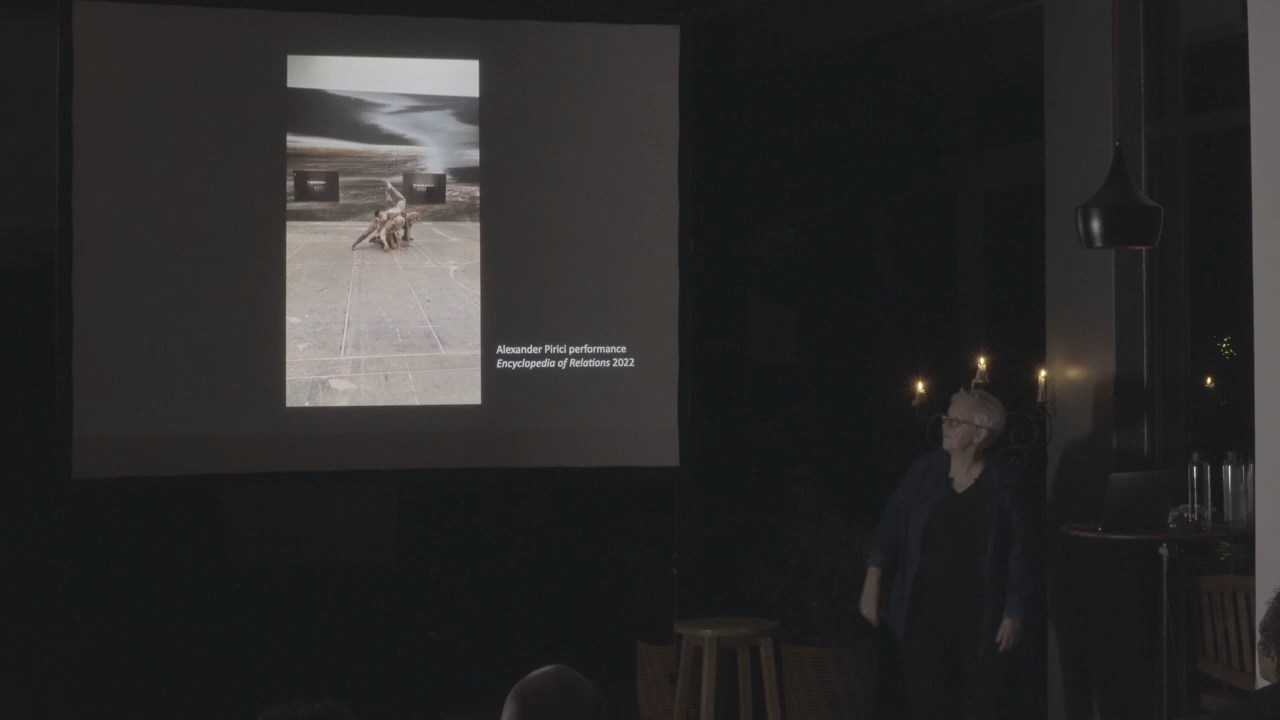 Alexander Pirici performance
Encyclopedia of Relations 2022